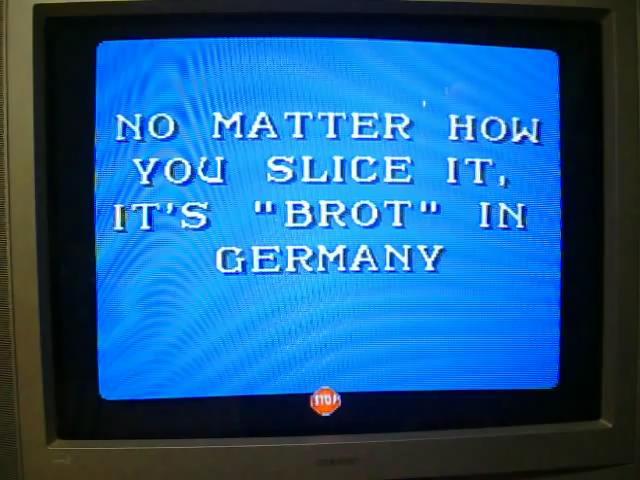 NO MATTER HOW
YOU SLICE IT,
IT'S "BROT" IN
GERMANY
STOP